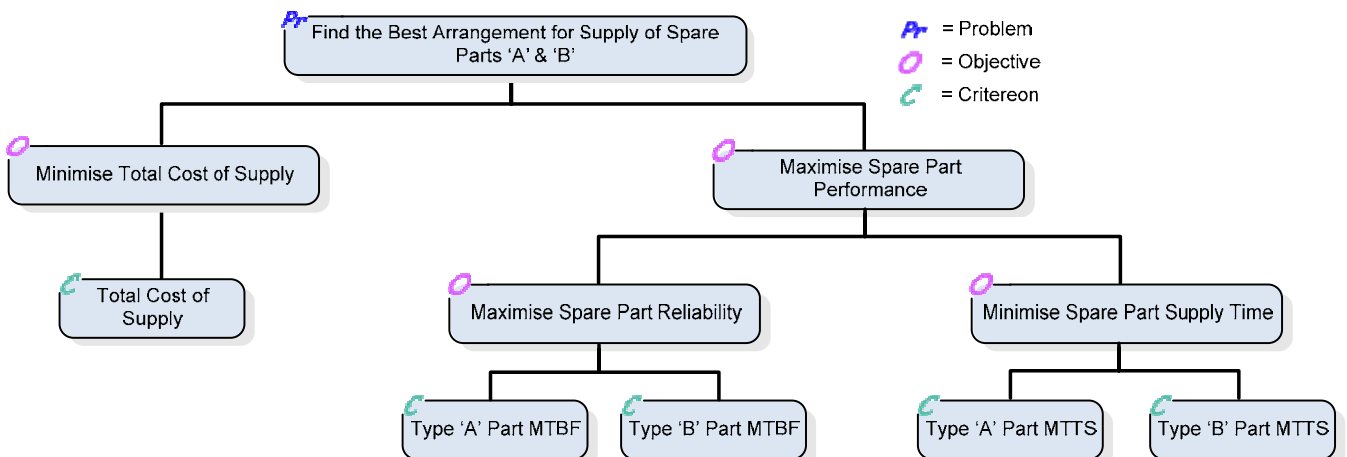 Pr
Find the Best Arrangement for Supply of Spare
Parts ‘A’ & ‘B’
Pr = Problem
O = Objective
C = Critereon
O
Minimise Total Cost of Supply
O
Maximise Spare Part
Performance
C
Total Cost of
Supply
O
Maximise Spare Part Reliability
O
Minimise Spare Part Supply Time
C
Type ‘A’ Part MTBF
C
Type ‘B’ Part MTBF
C
Type ‘A’ Part MTTS
C
Type ‘B’ Part MTTS